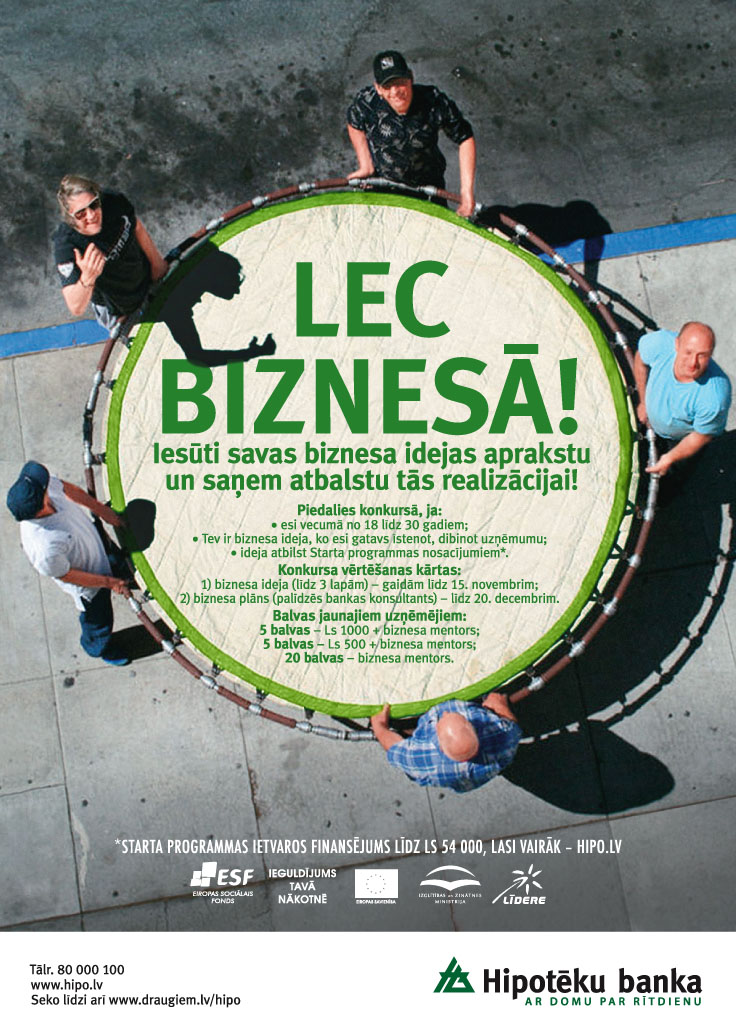 LEC
BIZNESĀ!
Iesūti savas biznesa idejas aprakstu
un saņem atbalstu tās realizācijai!
Piedalies konkursā, ja:
• esi vecumā no 18 līdz 30 gadiem;
• Tev ir biznesa ideja, ko esi gatavs īstenot, dibinot uzņēmumu;
• ideja atbilst Starta programmas nosacījumiem*.
Konkursa vērtēšanas kārtas:
1) biznesa ideja (līdz 3 lapām) – gaidām līdz 15. novembrim;
2) biznesa plāns (palīdzēs bankas konsultants) – līdz 20. decembrim.
Balvas jaunajiem uzņēmējiem:
5 balvas – Ls 1000 + biznesa mentors;
5 balvas – Ls 500 + biznesa mentors;
20 balvas – biznesa mentors.
*STARTA PROGRAMMAS IETVAROS FINANSĒJUMS LĪDZ LS 54 000, LASI VAIRĀK – HIPO.LV
ESF
EIROPAS SOCIĀLAIS
FONDS
IEGULDĪJUMS
TAVĀ
NĀKOTNĒ
EIROPAS SAVIENĪBA
IZGLĪTĪBAS UN ZINĀTNES
MINISTRIJA
LĪDERE
Tālr. 80 000 100
www.hipo.lv
Seko līdzi arī www.draugiem.lv/hipo
Hipotēku banka
AR DOMU PAR RĪTDIENU